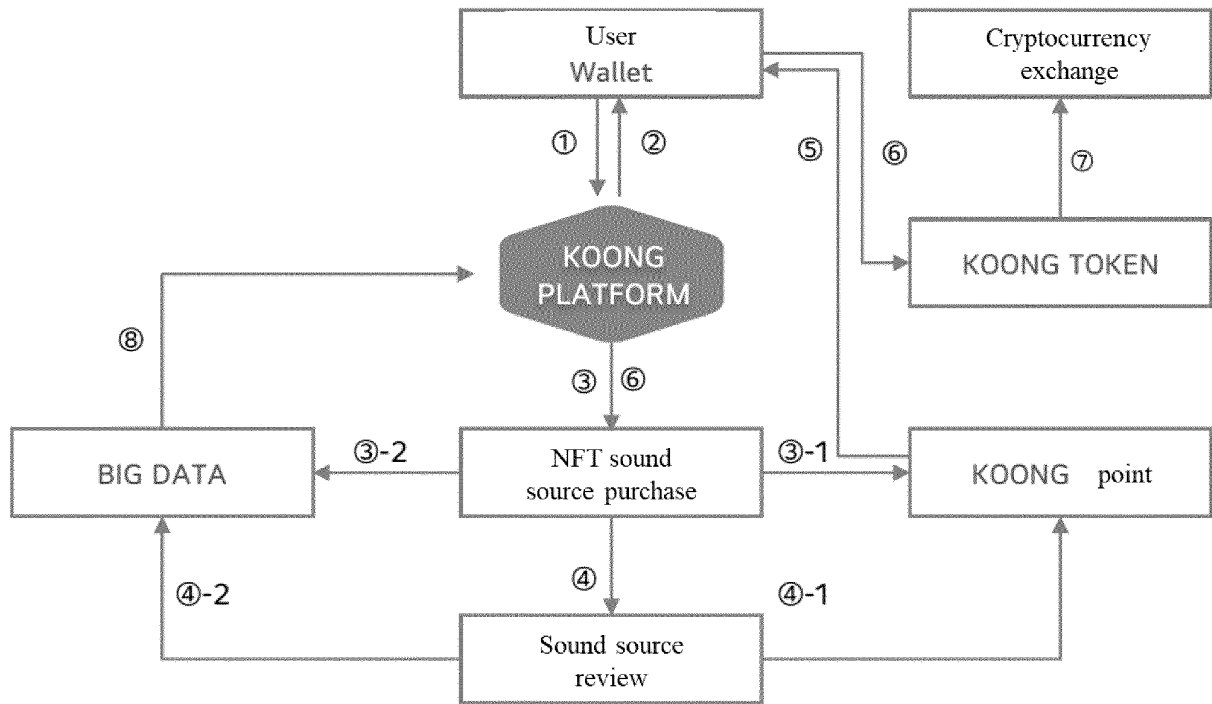 User
Wallet
Cryptocurrency
exchange
①
②
⑤
⑥
⑦
KOONG
PLATFORM
KOONG TOKEN
⑧
③
⑥
BIG DATA
③-2
NFT sound
source purchase
③-1
KOONG point
④-2
④
④-1
Sound source
review